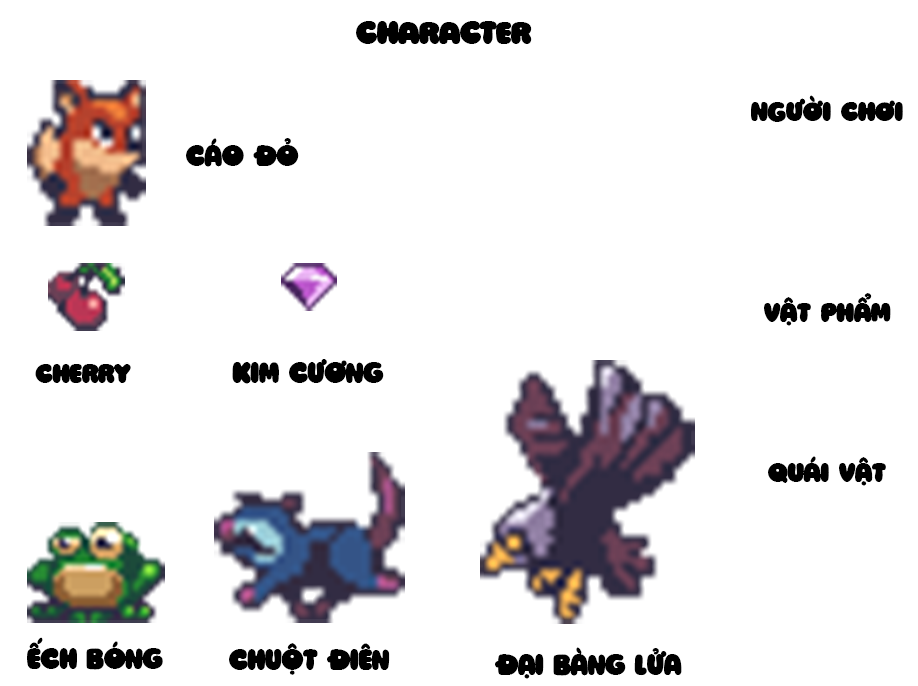 CHARACTER
NGƯỜI CHƠI
CÁO ĐỎ
VẬT PHẨM
CHERRY
KIM CƯƠNG
QUÁI VẬT
ẾCH BÓNG
CHUỘT ĐIÊN
ĐẠI BÀNG LỬA